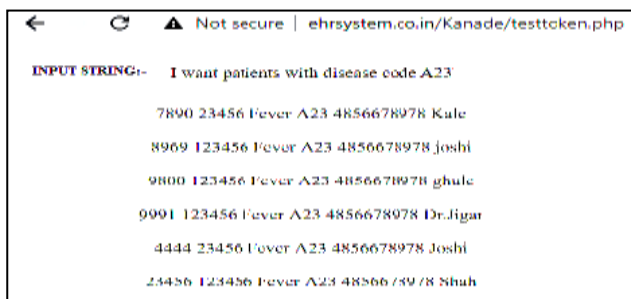 Not secure | ehrsystem.co.in/Kanade/testtoken.php
INPUT STRING:- I want patients with disease code A23
7890 23456 Fever A23 4856678978 Kale
8969 123456 Fever A23 4856678978 joshi
9800 123456 Fever A23 4856678978 ghule
9991 123456 Fever A23 4856678978 Dr.Jigar
4444 23456 Fever A23 4856678978 Joshi
23456 123456 Fever A23 4856678978 Shah